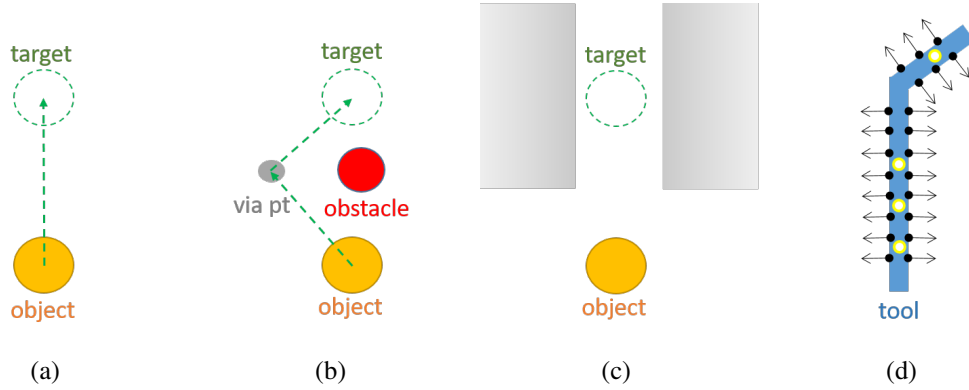 target
object
(a)
target
via pt
obstacle
object
(b)
target
object
(c)
tool
(d)